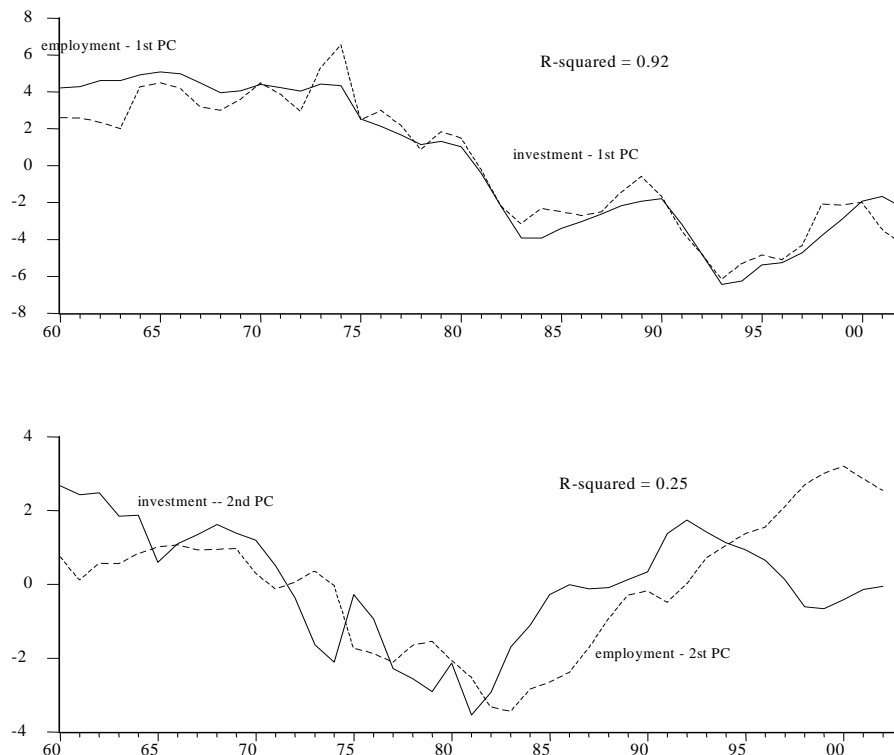 8
employment - 1st PC
6
R-squared = 0.92
4
2
investment - 1st PC
0
-2
-4
-6
-8
60 65 70 75 80 85 90 95 00
4
R-squared = 0.25
investment -- 2nd PC
2
0
employment - 2st PC
-2
-4
60 65 70 75 80 85 90 95 00